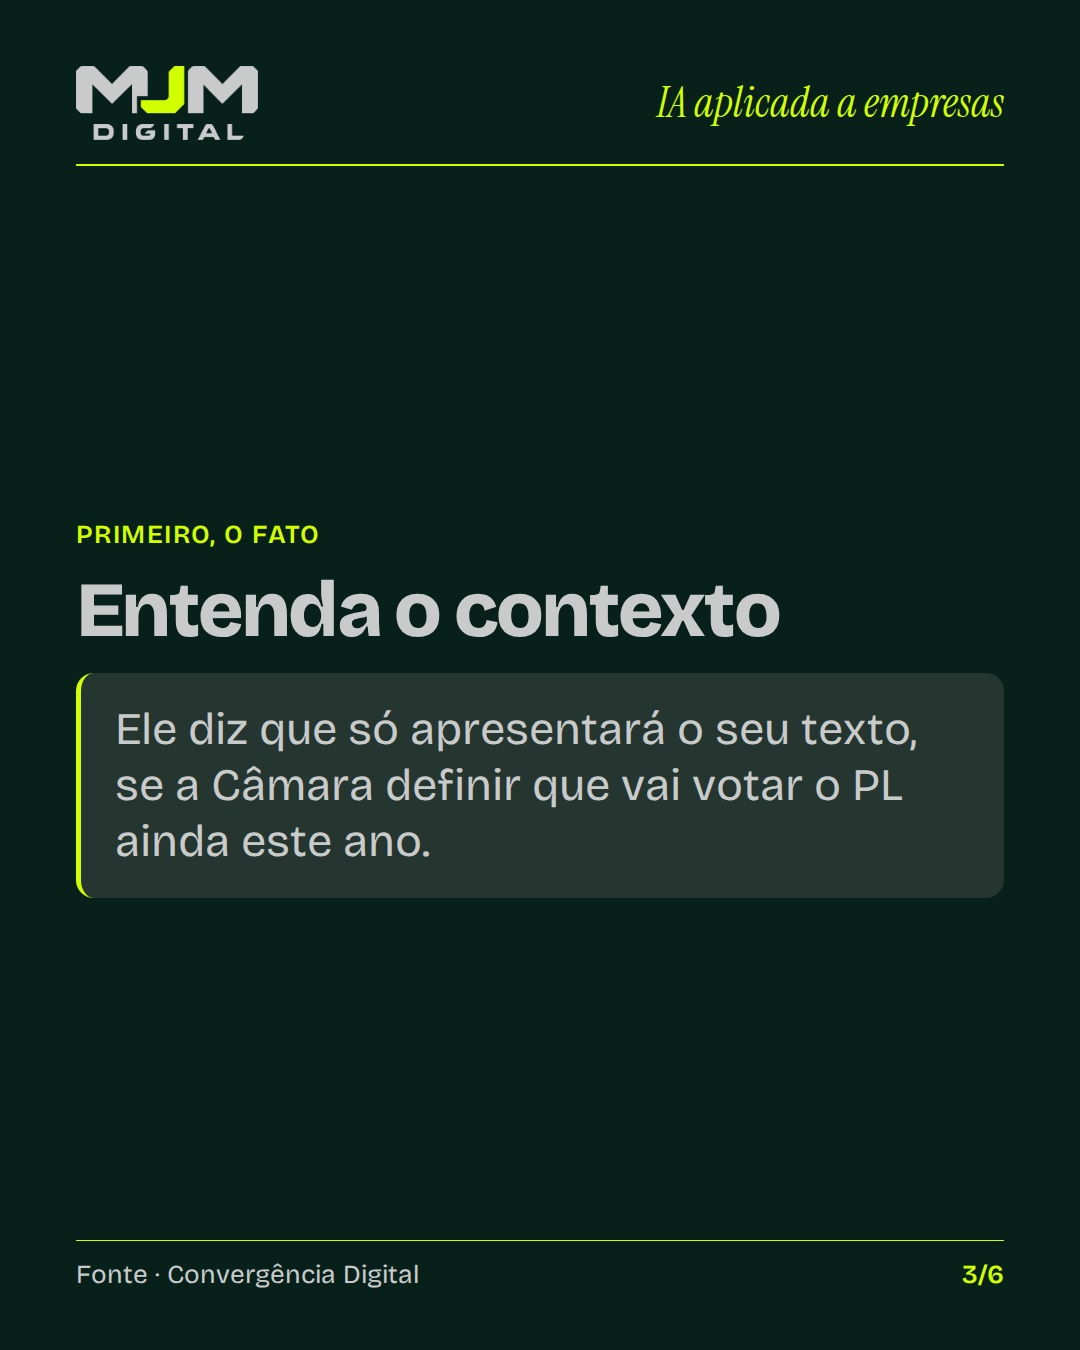 MJM
DIGITAL
IA aplicada a empresas
PRIMEIRO, O FATO
Entenda o contexto
Ele diz que só apresentará o seu texto,
se a Câmara definir que vai votar o PL
ainda este ano.
Fonte · Convergência Digital
3/6